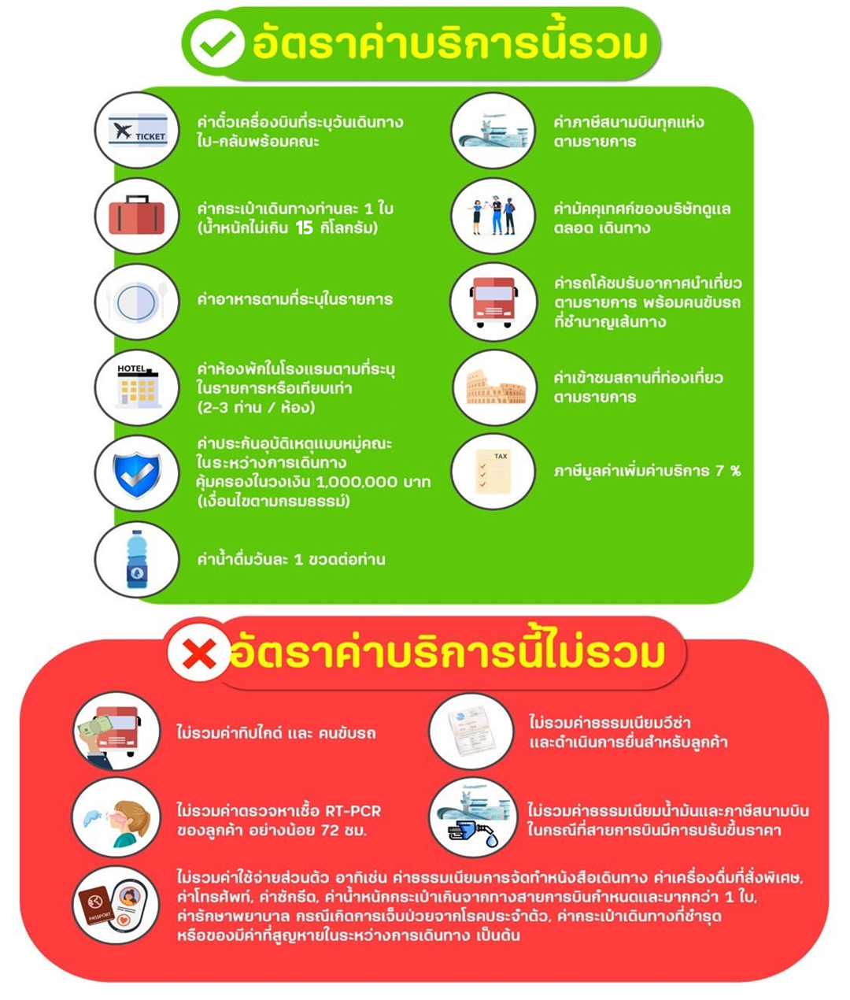 อัตราค่าบริการนี้รวม
TICKET
ค่าตั๋วเครื่องบินที่ระบุวันเดินทาง
ไป-กลับพร้อมคณะ
ค่ากระเป๋าเดินทางท่านละ 1 ใบ
(น้ำหนักไม่เกิน 15 กิโลกรัม)
ค่าอาหารตามที่ระบุในรายการ
HOTEL
ค่าห้องพักในโรงแรมตามที่ระบุ
ในรายการหรือเทียบเท่า
(2-3 ท่าน / ห้อง)
ค่าประกันอุบัติเหตุแบบหมู่คณะ
ในระหว่างการเดินทาง
คุ้มครองในวงเงิน 1,000,000 บาท
(เงื่อนไขตามกรมธรรม์)
ค่าน้ำดื่มวันละ 1 ขวดต่อท่าน
ค่าภาษีสนามบินทุกแห่ง
ตามรายการ
ค่ามัคคุเทศก์ของบริษัทดูแล
ตลอด เดินทาง
ค่ารถโค้ชปรับอากาศนำเที่ยว
ตามรายการ พร้อมคนขับรถ
ที่ชำนาญเส้นทาง
ค่าเข้าชมสถานที่ท่องเที่ยว
ตามรายการ
TAX
ภาษีมูลค่าเพิ่มค่าบริการ 7 %
อัตราค่าบริการนี้ไม่รวม
ไม่รวมค่าทิปไกด์ และ คนขับรถ
ไม่รวมค่าธรรมเนียมวีซ่า
และดำเนินการยื่นสำหรับลูกค้า
ไม่รวมค่าตรวจหาเชื้อ RT-PCR
ของลูกค้า อย่างน้อย 72 ชม.
ไม่รวมค่าธรรมเนียมน้ำมันและภาษีสนามบิน
ในกรณีที่สายการบินมีการปรับขึ้นราคา
PASSPORT
ไม่รวมค่าใช้จ่ายส่วนตัว อาทิเช่น ค่าธรรมเนียมการจัดทำหนังสือเดินทาง ค่าเครื่องดื่มที่สั่งพิเศษ,
ค่าโทรศัพท์, ค่าซักรีด, ค่าน้ำหนักกระเป๋าเกินจากทางสายการบินกำหนดและมากกว่า 1 ใบ,
ค่ารักษาพยาบาล กรณีเกิดการเจ็บป่วยจากโรคประจำตัว, ค่ากระเป๋าเดินทางที่ชำรุด
หรือของมีค่าที่สูญหายในระหว่างการเดินทาง เป็นต้น